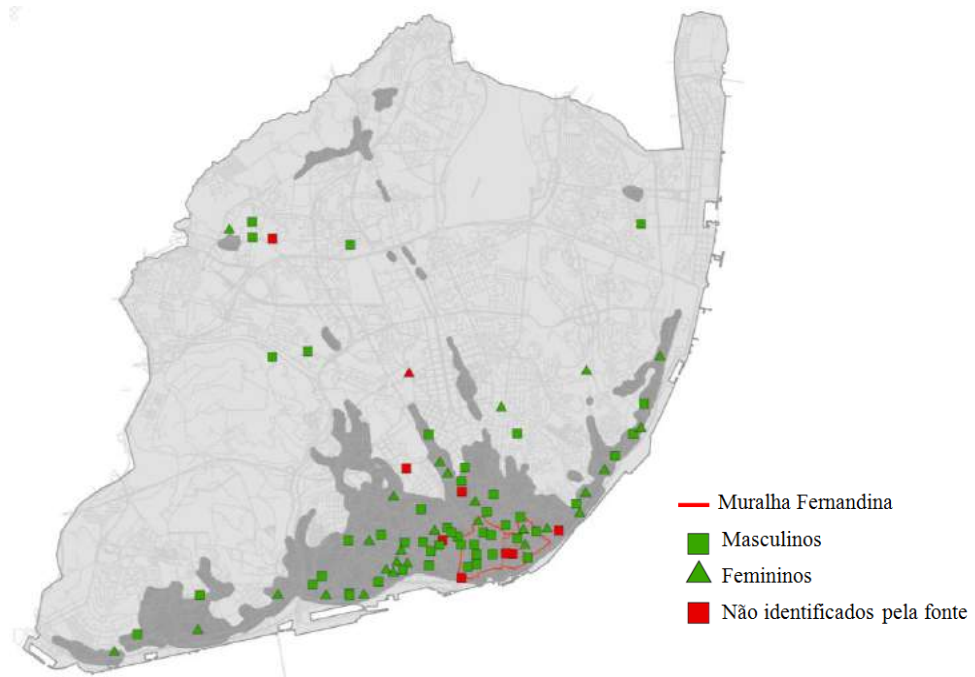 Muralha Fernandina
Masculinos
Femininos
Não identificados pela fonte